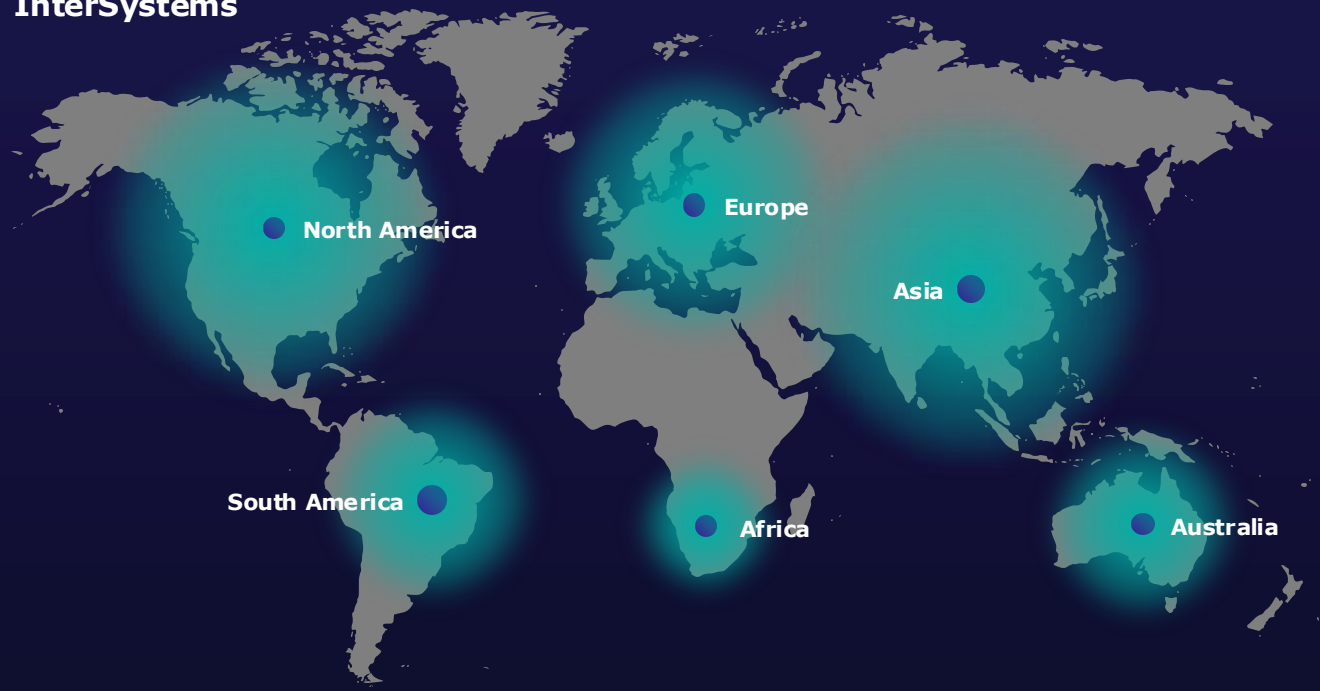 InterSystems
Europe
North America
Asia
South America
Africa
Australia